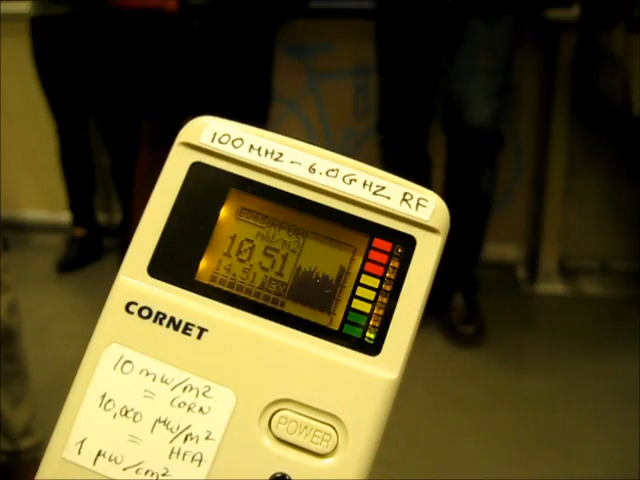 100 MHZ - 6.0 GHZ RF
10.51
CORNET
10 mW/m2
= CORN
10,000 μW/m2
= HFA
1 μW/cm2
POWER